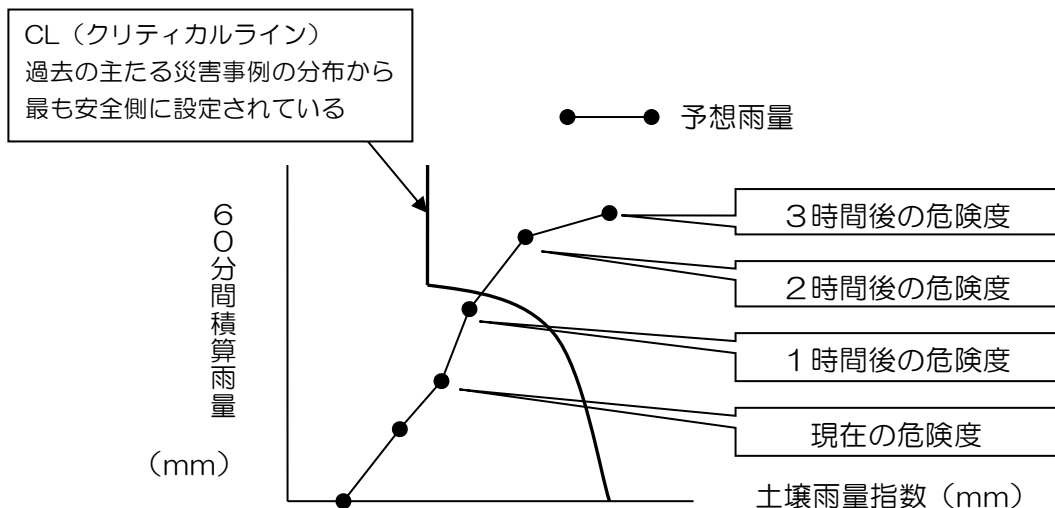 CL（クリティカルライン）
過去の主たる災害事例の分布から
最も安全側に設定されている
予想雨量
６０分間積算雨量
（mm）
３時間後の危険度
２時間後の危険度
１時間後の危険度
現在の危険度
土壌雨量指数（mm）